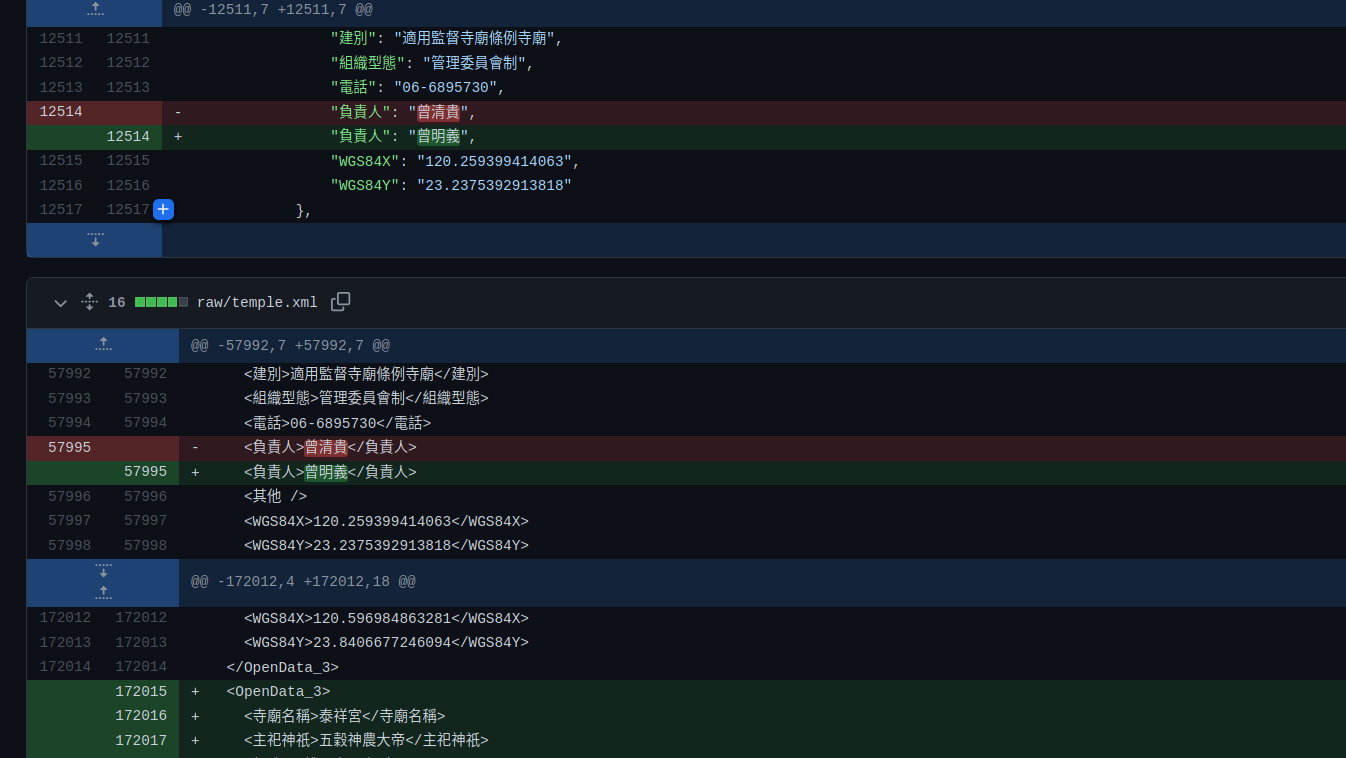 @@ -12511,7 +12511,7 @@
12511 12511 "建別": "適用監督寺廟條例寺廟",
12512 12512 "組織型態": "管理委員會制",
12513 12513 "電話": "06-6895730",
12514 - "負責人": "曾清貴",
12514 + "負責人": "曾明義",
12515 12515 "WGS84X": "120.259399414063",
12516 12516 "WGS84Y": "23.2375392913818"
12517 12517 },
16 raw/temple.xml
@@ -57992,7 +57992,7 @@
57992 57992 <建別>適用監督寺廟條例寺廟</建別>
57993 57993 <組織型態>管理委員會制</組織型態>
57994 57994 <電話>06-6895730</電話>
57995 - <負責人>曾清貴</負責人>
57995 + <負責人>曾明義</負責人>
57996 57996 <其他 />
57997 57997 <WGS84X>120.259399414063</WGS84X>
57998 57998 <WGS84Y>23.2375392913818</WGS84Y>
@@ -172012,4 +172012,18 @@
172012 172012 <WGS84X>120.596984863281</WGS84X>
172013 172013 <WGS84Y>23.8406677246094</WGS84Y>
172014 172014 </OpenData_3>
172015 + <OpenData_3>
172016 + <寺廟名稱>泰祥宮</寺廟名稱>
172017 + <主祀神祇>五穀神農大帝</主祀神祇>